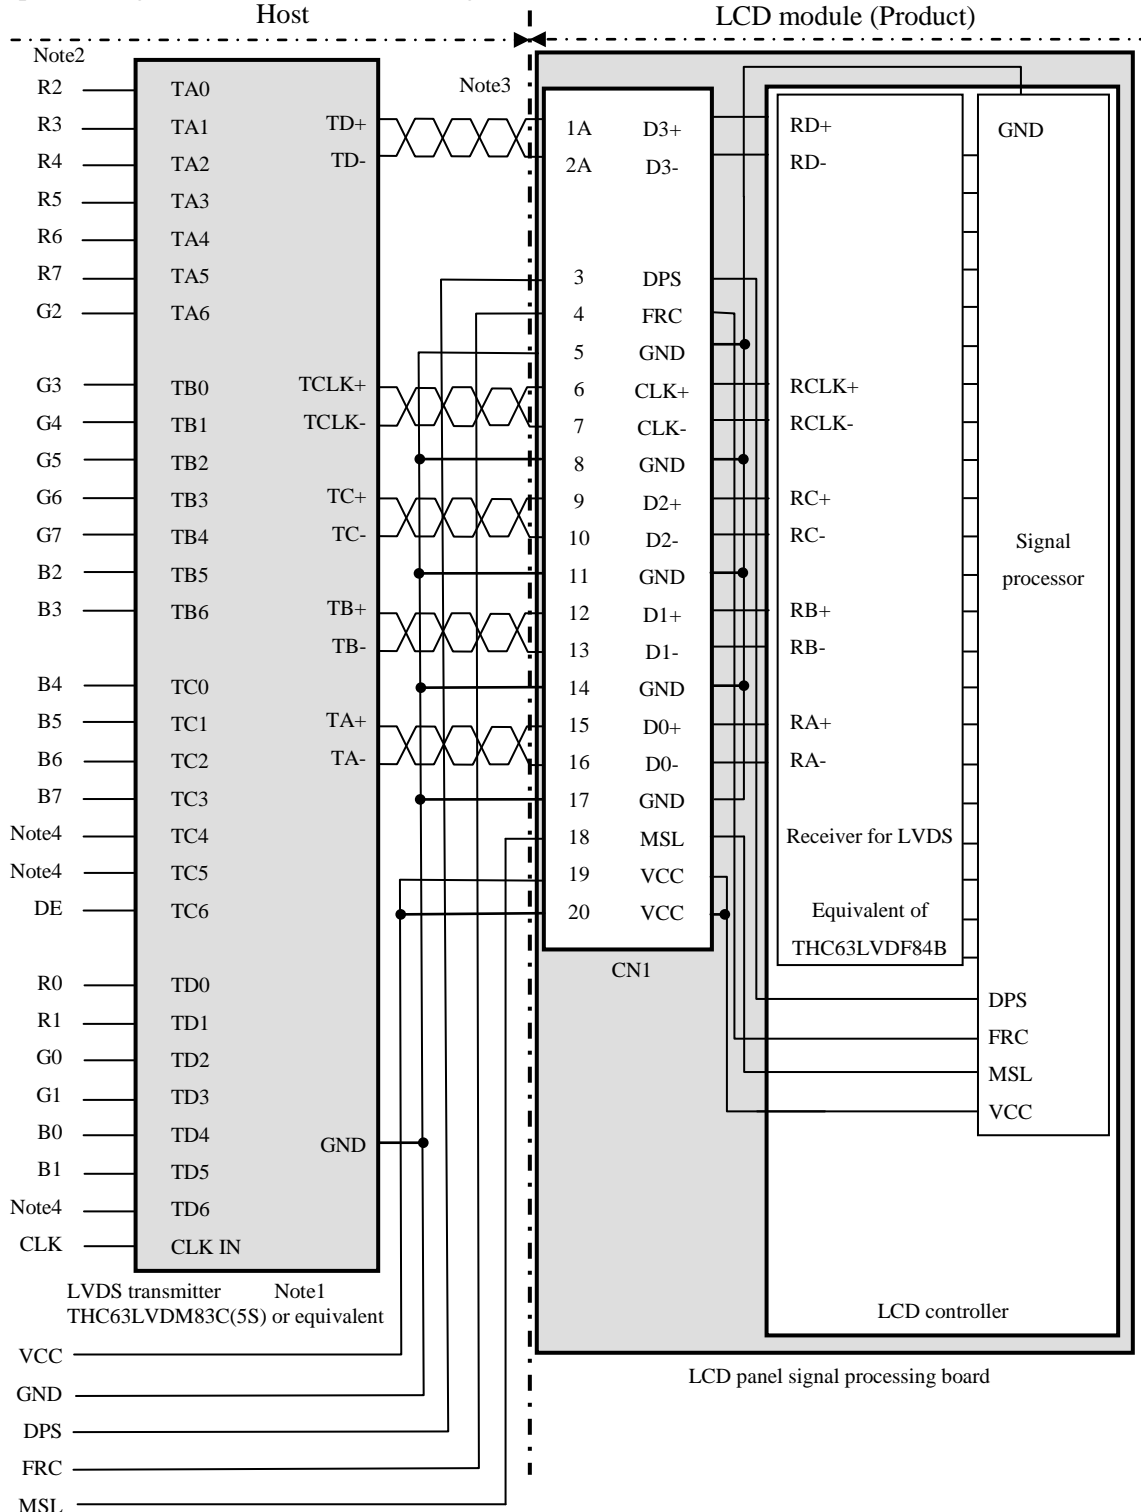 Host
LCD module (Product)
Note2
Note3
R2 TA0
R3 TA1 TD+
R4 TA2 TD-
R5 TA3
R6 TA4
R7 TA5
G2 TA6
G3 TB0 TCLK+
G4 TB1 TCLK-
G5 TB2
G6 TB3 TC+
G7 TB4 TC-
B2 TB5
B3 TB6 TB+
TB-
B4 TC0
B5 TC1 TA+
B6 TC2 TA-
B7 TC3
Note4 TC4
Note4 TC5
DE TC6
R0 TD0
R1 TD1
G0 TD2
G1 TD3
B0 TD4
GND
B1 TD5
Note4 TD6
CLK CLK IN
LVDS transmitter Note1
THC63LVDM83C(5S) or equivalent
VCC
GND
DPS
FRC
MSL
1A D3+
2A D3-
3 DPS
4 FRC
5 GND
6 CLK+
7 CLK-
8 GND
9 D2+
10 D2-
11 GND
12 D1+
13 D1-
14 GND
15 D0+
16 D0-
17 GND
18 MSL
19 VCC
20 VCC
CN1
RD+
RD-
RCLK+
RCLK-
RC+
RC-
RB+
RB-
RA+
RA-
Receiver for LVDS
Equivalent of
THC63LVDF84B
GND
Signal
processor
DPS
FRC
MSL
VCC
LCD controller
LCD panel signal processing board